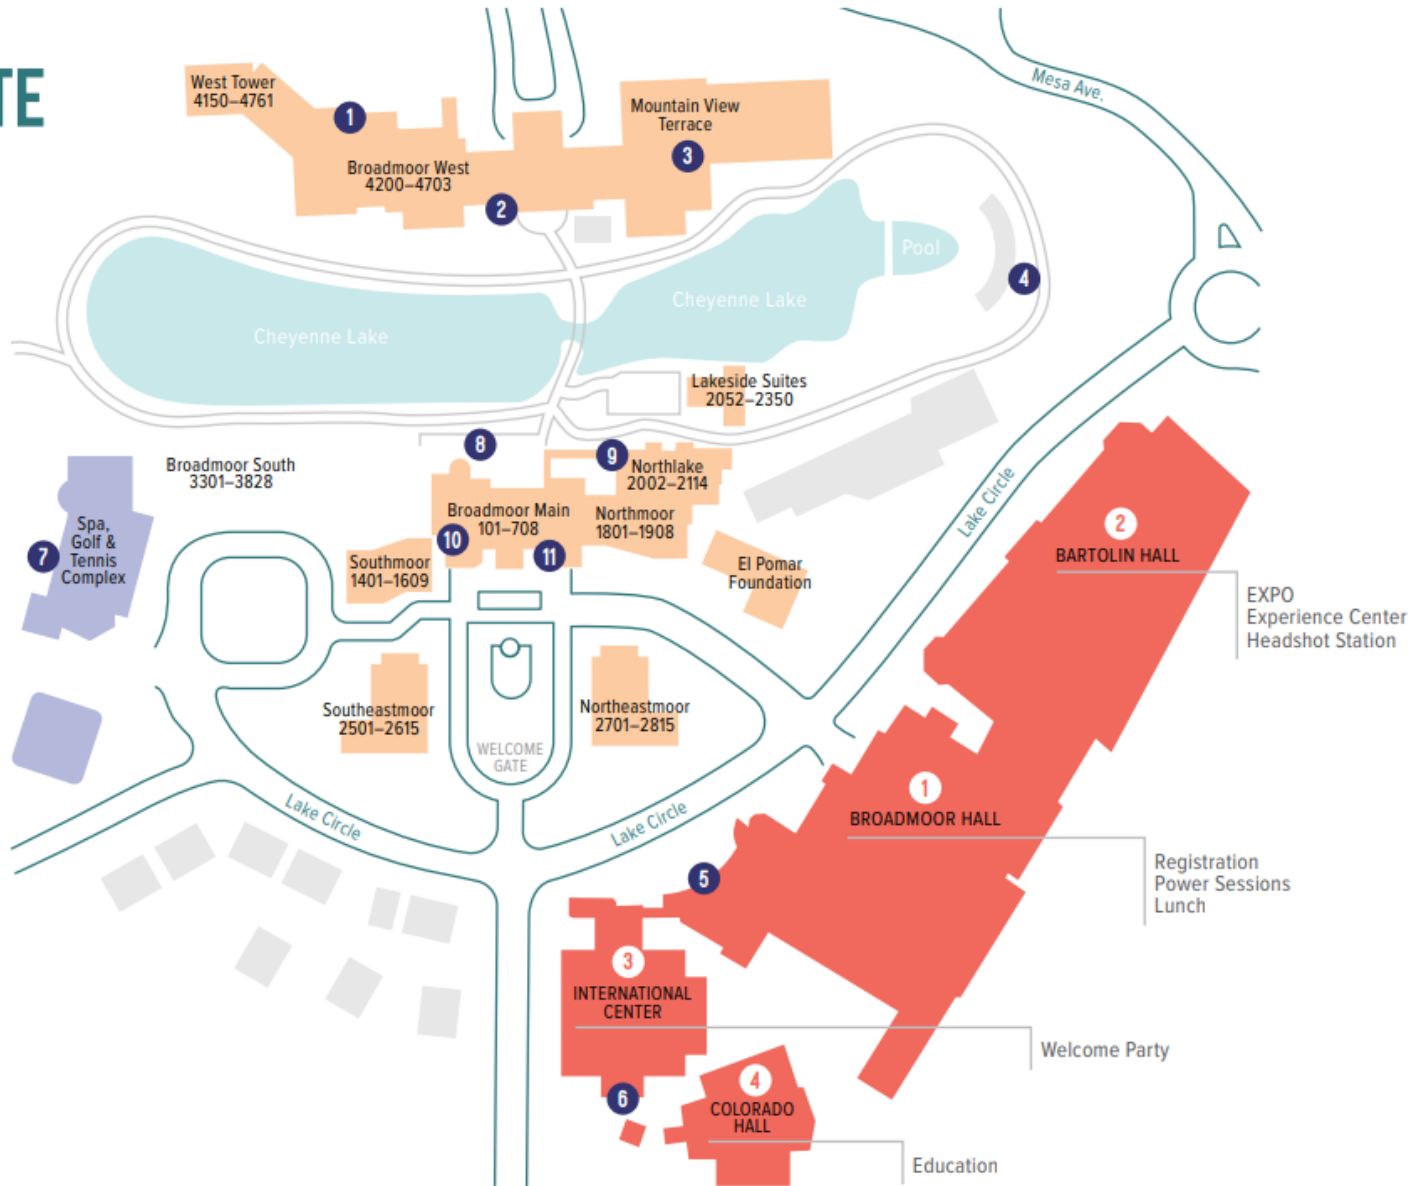 TE
West Tower
4150–4761
1
Broadmoor West
4200–4703
2
Mountain View
Terrace
3
Mesa Ave.
Pool
4
Cheyenne Lake
Cheyenne Lake
Lakeside Suites
2052–2350
8
9
Broadmoor South
3301–3828
Northlake
2002–2114
Broadmoor Main
101–708
Northmoor
1801–1908
10
11
Southmoor
1401–1609
El Pomar
Foundation
7
Spa,
Golf &
Tennis
Complex
Lake Circle
2
BARTOLIN HALL
EXPO
Experience Center
Headshot Station
Southeastmoor
2501–2615
Northeastmoor
2701–2815
WELCOME
GATE
Lake Circle
Lake Circle
1
BROADMOOR HALL
Registration
Power Sessions
Lunch
5
3
INTERNATIONAL
CENTER
Welcome Party
6
4
COLORADO
HALL
Education